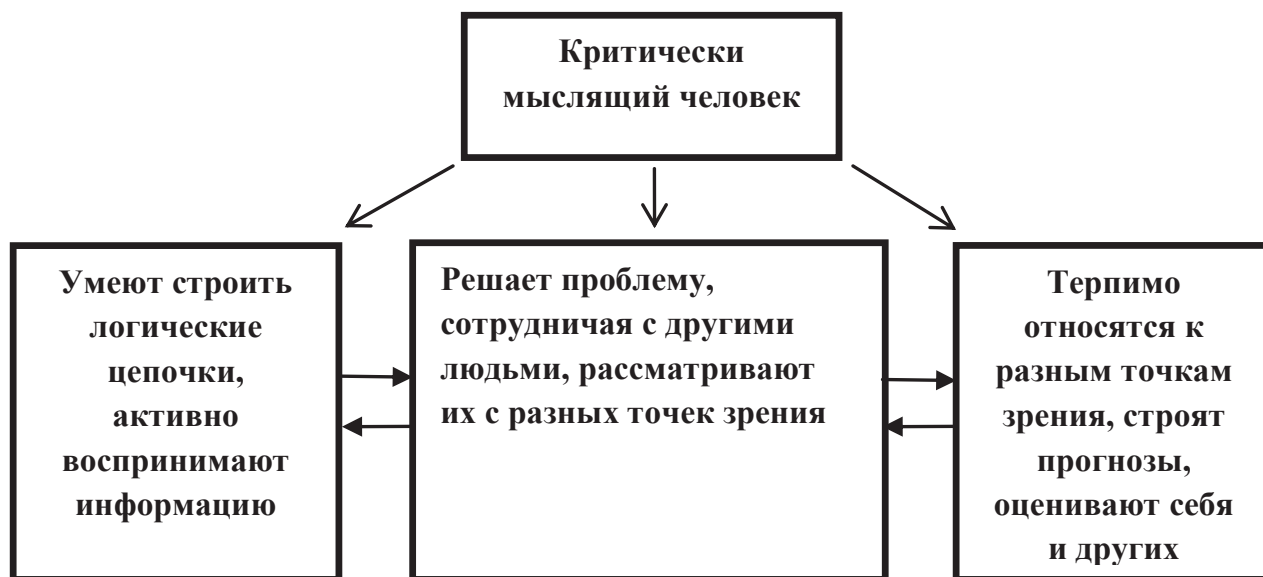 Критически
мыслящий человек
Умеют строить
логические
цепочки,
активно
воспринимают
информацию
Решает проблему,
сотрудничая с другими
людьми, рассматривают
их с разных точек зрения
Терпимо
относятся к
разным точкам
зрения, строят
прогнозы,
оценивают себя
и других